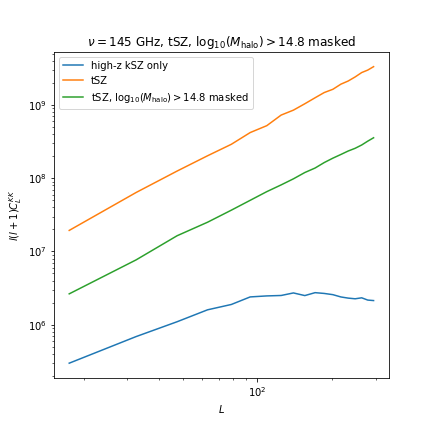 ν = 145 GHz, tSZ, log₁₀(M_halo) > 14.8 masked
high-z kSZ only
tSZ
tSZ, log₁₀(M_halo) > 14.8 masked
10⁹
10⁸
10⁷
10⁶
l(l + 1)C_L^{KK}
10²
L